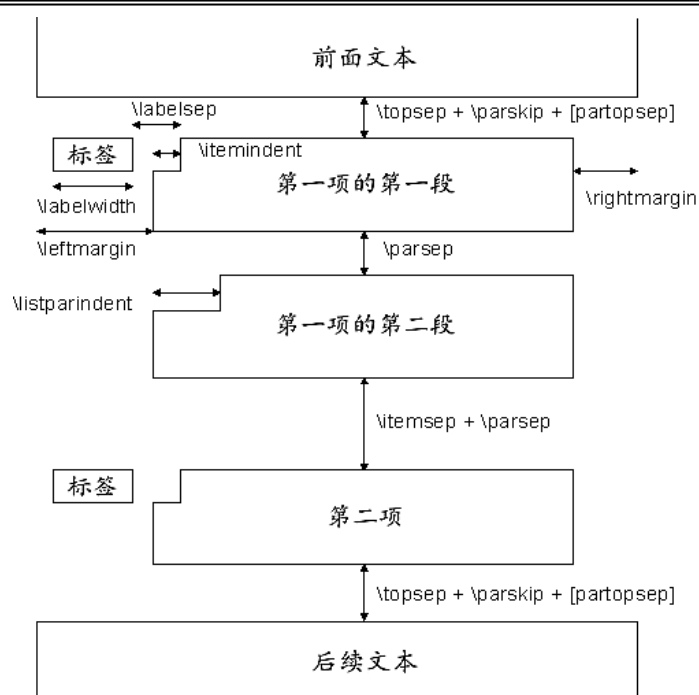 前面文本
\labelsep
\topsep + \parskip + [partopsep]
标签
\itemindent
第一项的第一段
\labelwidth
\rightmargin
\leftmargin
\parsep
\listparindent
第一项的第二段
\itemsep + \parsep
标签
第二项
\topsep + \parskip + [partopsep]
后续文本